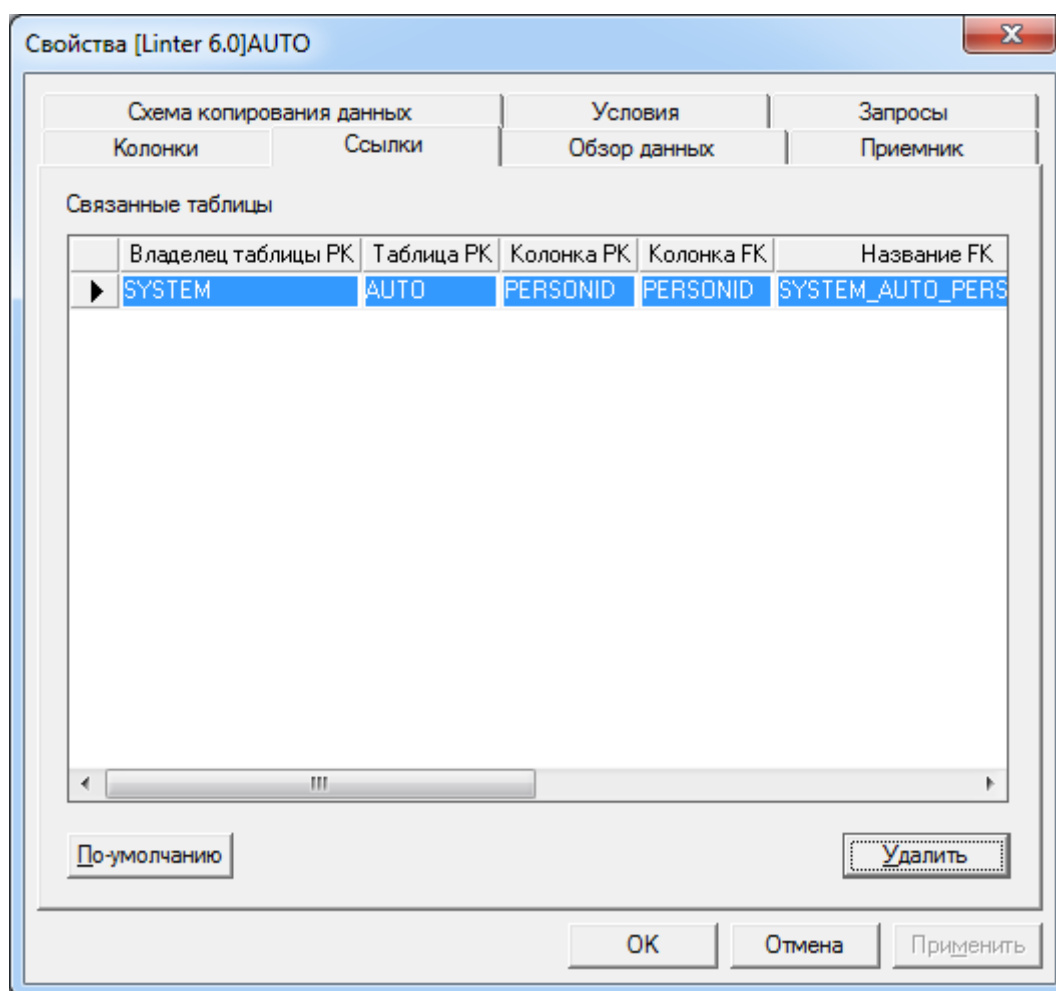 Свойства [Linter 6.0]AUTO
Схема копирования данных Условия Запросы
Колонки Ссылки Обзор данных Приемник
Связанные таблицы
Владелец таблицы PK Таблица PK Колонка PK Колонка FK Название FK
SYSTEM AUTO PERSONID PERSONID SYSTEM_AUTO_PERS
По-умолчанию Удалить
OK Отмена Применить